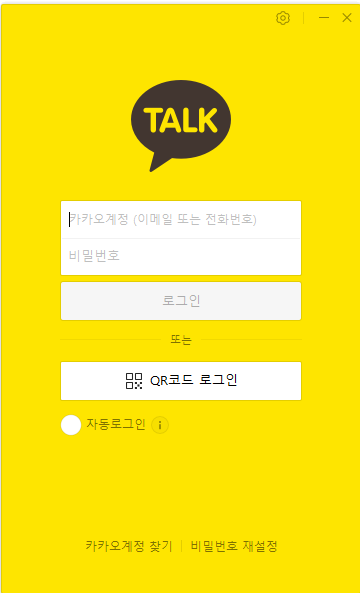 TALK
카카오계정 (이메일 또는 전화번호)
비밀번호
로그인
또는
QR코드 로그인
자동로그인
카카오계정 찾기 | 비밀번호 재설정